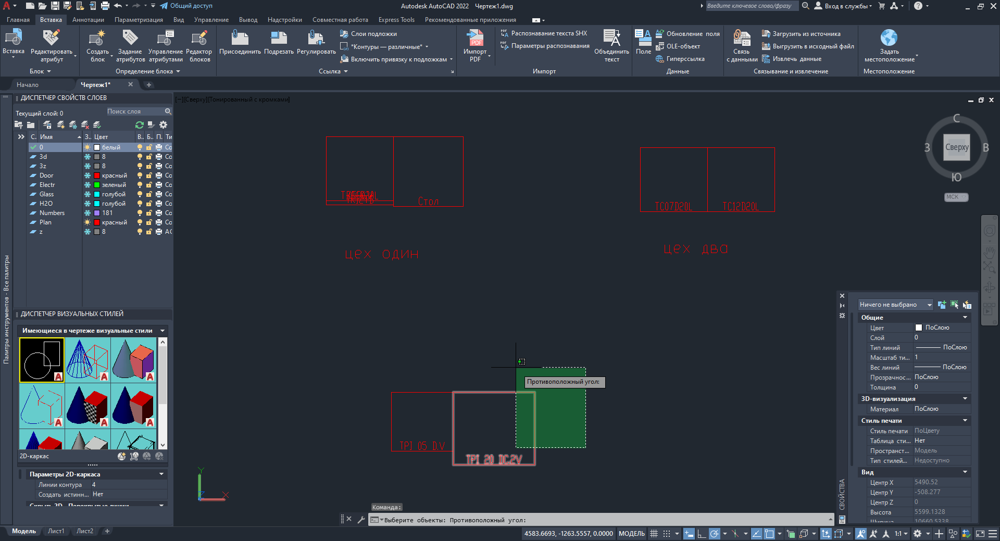 Общий доступ
Autodesk AutoCAD 2022 Чертеж1.dwg
Введите ключевое слово/фразу
Вход в службы
Главная Вставка Аннотации Параметризация Вид Управление Вывод Надстройки Совместная работа Express Tools Рекомендованные приложения
Вставка
Редактировать атрибут
Создать блок
Задание атрибутов
Управление атрибутами
Редактор блоков
Присоединить
Подрезать
Регулировать
Слои подложки
*Контуры — различные*
Включить привязку к подложкам
Импорт PDF
Распознавание текста SHX
Параметры распознавания
Объединить текст
Поле
Обновление поля
OLE-объект
Гиперссылка
Связь с данными
Загрузить из источника
Выгрузить в исходный файл
Извлечь данные
Задать местоположение
Блок
Определение блока
Ссылка
Импорт
Данные
Связывание и извлечение
Местоположение
Начало
Чертеж1*
ДИСПЕТЧЕР СВОЙСТВ СЛОЕВ
Текущий слой: 0
Поиск слоя
С. Имя З.. Цвет В.. Б.. П. Ти
0 белый Co
3d 8 Co
3z 8 Co
Door красный Co
Electr зеленый Co
Glass голубой Co
H2O голубой Co
Numbers 181 Co
Plan красный Co
z 8 AC
Палитры инструментов - Все палитры
ДИСПЕТЧЕР ВИЗУАЛЬНЫХ СТИЛЕЙ
Имеющиеся в чертеже визуальные стили
2D-каркас
Параметры 2D-каркаса
Линии контура 4
Создать истинн... Нет
Скрыть 2D - Перекрытые линии
[−][Сверху][Тонированный с кромками]
Стол
цех один
TC07D20L
TC12D20L
цех два
С
З
Сверху
В
Ю
МСК
Противоположный угол:
TPI 05 D.V
TPI 20 DC2V
Y
X
Z
Команда:
Выберите объекты: Противоположный угол:
Ничего не выбрано
Общие
Цвет ПоСлою
Слой 0
Тип линий ПоСлою
Масштаб ти... 1
Вес линий ПоСлою
Прозрачнос... ПоСлою
Толщина 0
3D-визуализация
Материал ПоСлою
Стиль печати
Стиль печати ПоЦвету
Таблица сти... Нет
Пространст... Модель
Тип стилей... Недоступно
Вид
Центр X 5490.52
Центр Y -508.277
Центр Z 0
Высота 5599.1328
Ширина 10660.5338
СВОЙСТВА
Модель Лист1 Лист2
4583.6693, -1263.5557, 0.0000 МОДЕЛЬ
1:1